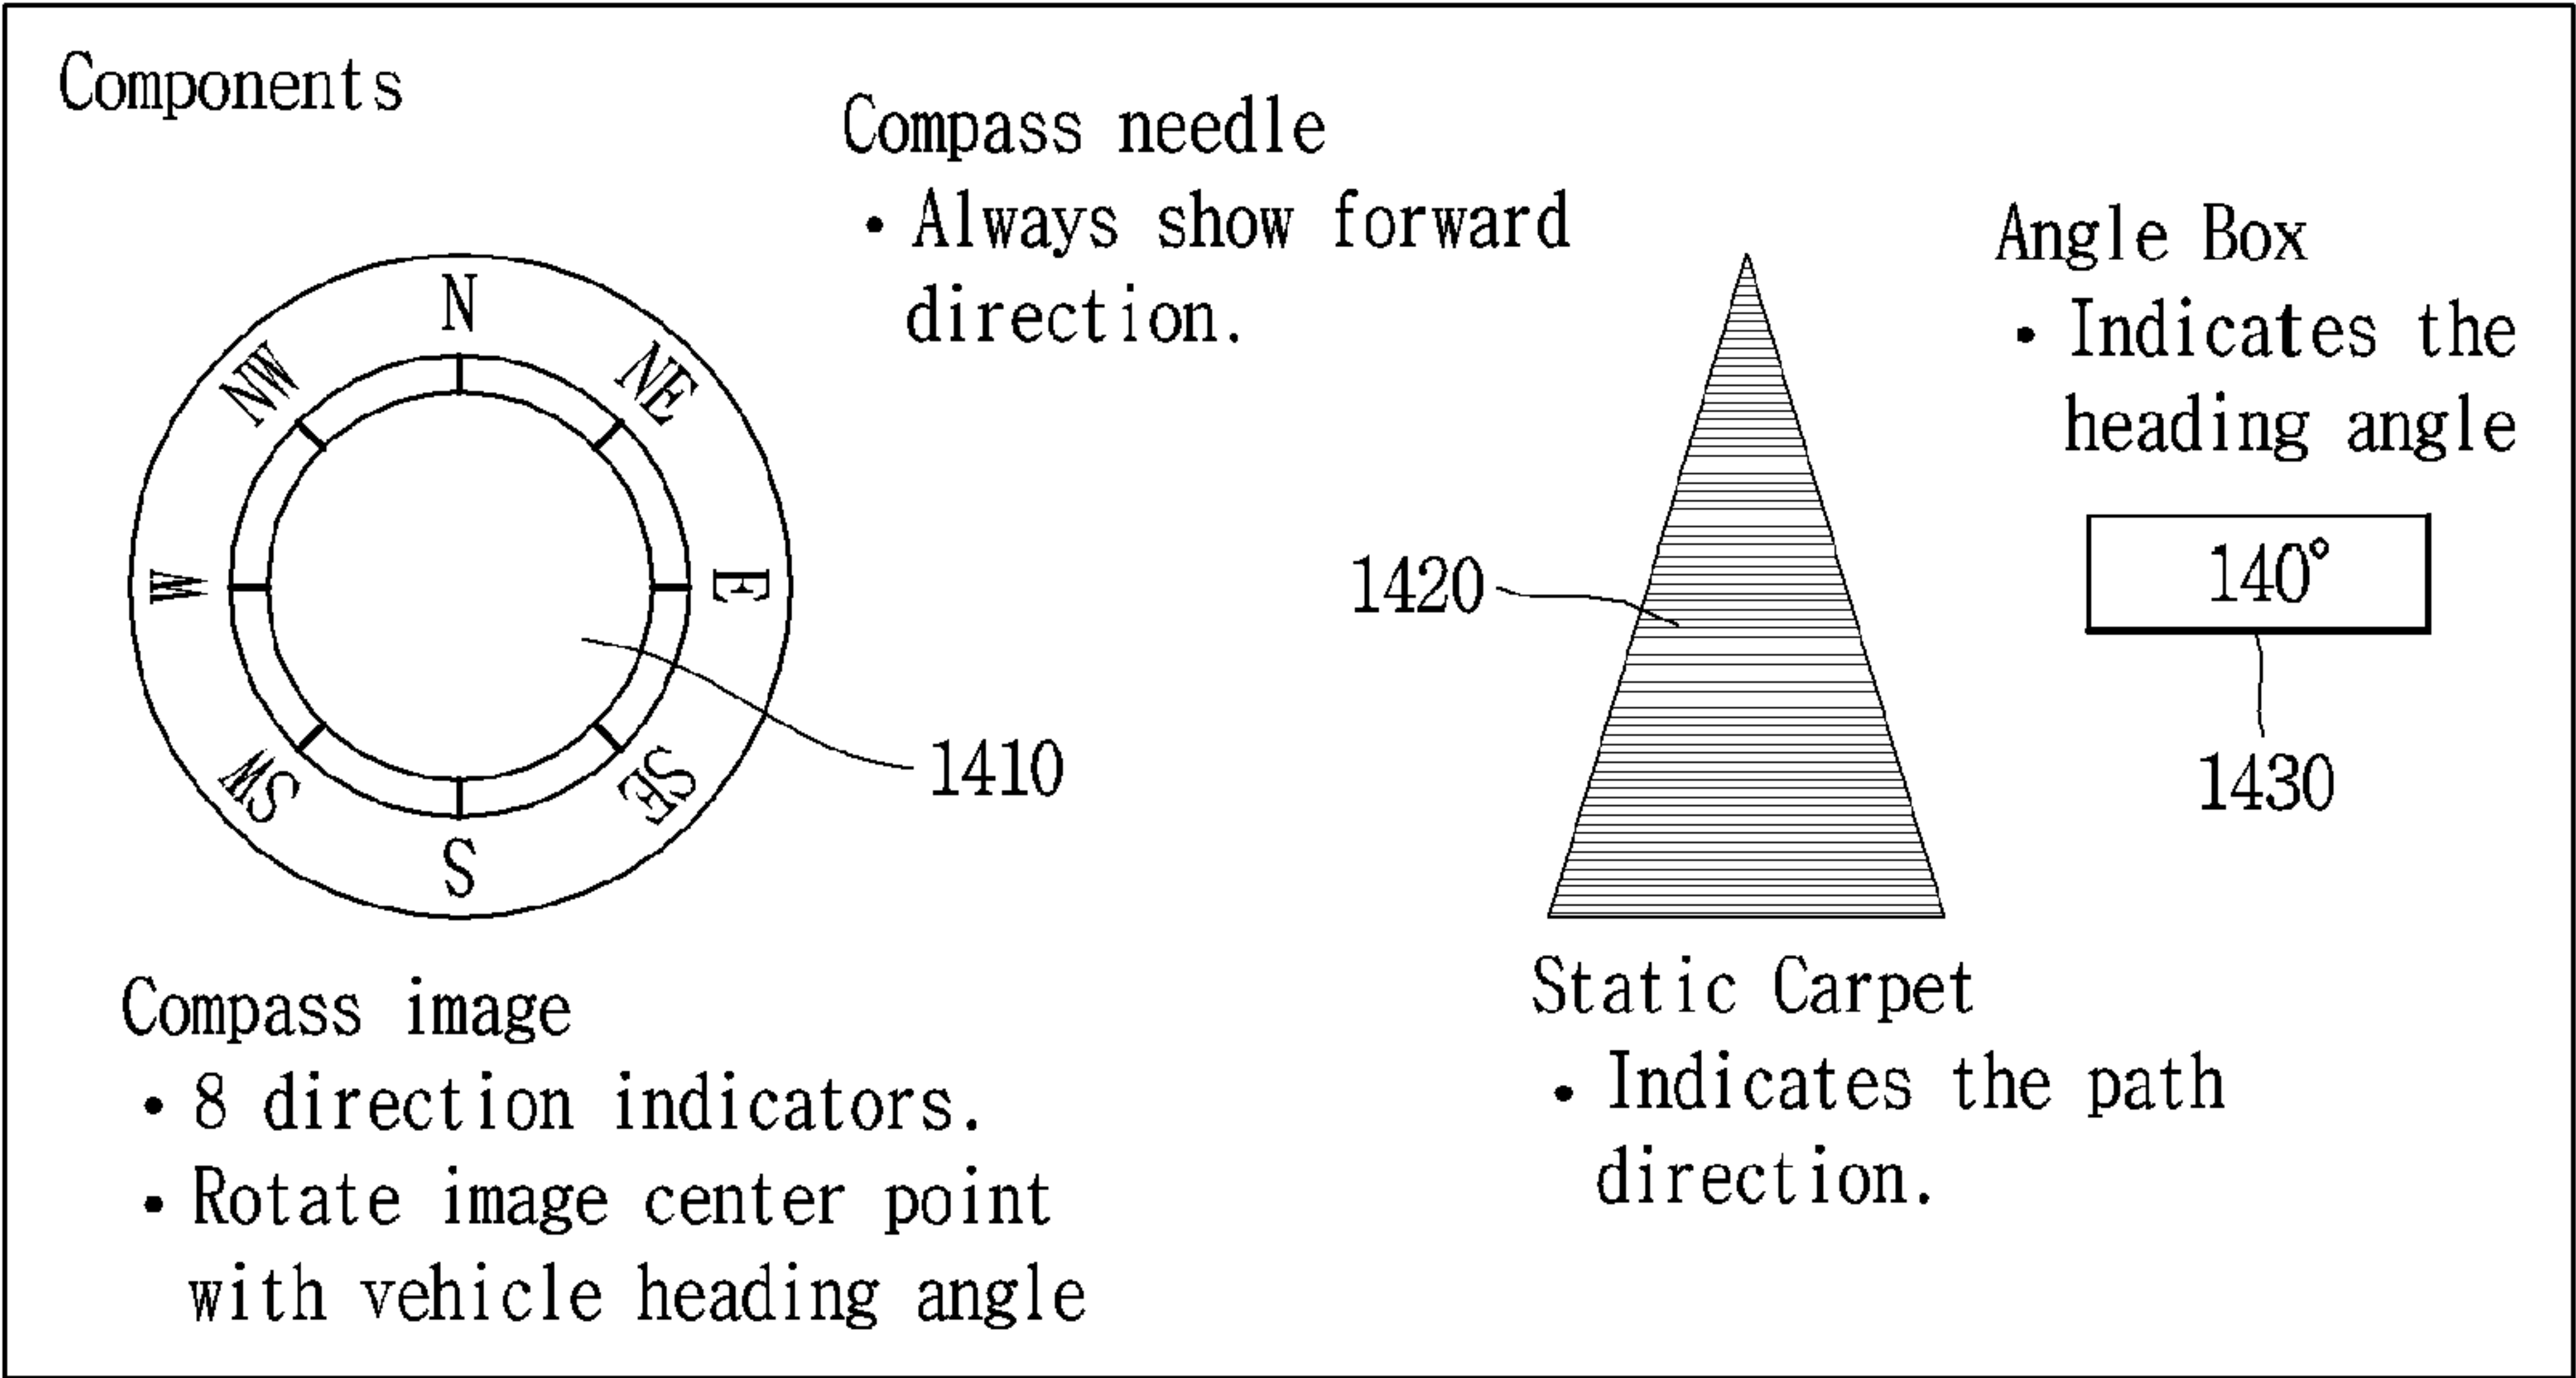 Components
Compass needle
• Always show forward
direction.
Angle Box
• Indicates the
heading angle
N
NE
E
SE
S
SW
W
NW
1410
1420
140°
1430
Compass image
• 8 direction indicators.
• Rotate image center point
with vehicle heading angle
Static Carpet
• Indicates the path
direction.